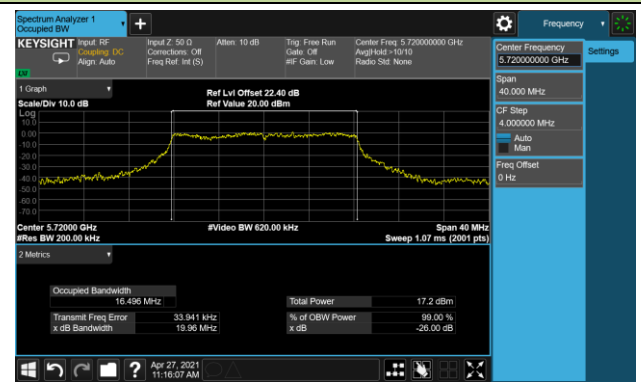 Spectrum Analyzer 1
Occupied BW
+
Frequency
KEYSIGHT
Input: RF
Coupling: DC
Align: Auto
Input Z: 50 Ω
Corrections: Off
Freq Ref: Int (S)
Atten: 10 dB
Trig: Free Run
Gate: Off
#IF Gain: Low
Center Freq: 5.720000000 GHz
Avg|Hold:>10/10
Radio Std: None
Center Frequency
5.720000000 GHz
Settings
Span
40.000 MHz
CF Step
4.000000 MHz
Auto
Man
Freq Offset
0 Hz
1 Graph
Ref Lvl Offset 22.40 dB
Scale/Div 10.0 dB
Ref Value 20.00 dBm
Log
10.0
0.00
-10.0
-20.0
-30.0
-40.0
-50.0
-60.0
-70.0
Center 5.72000 GHz
#Video BW 620.00 kHz
Span 40 MHz
#Res BW 200.00 kHz
Sweep 1.07 ms (2001 pts)
2 Metrics
Occupied Bandwidth
16.496 MHz
Total Power
17.2 dBm
Transmit Freq Error
33.941 kHz
% of OBW Power
99.00 %
x dB Bandwidth
19.96 MHz
x dB
-26.00 dB
?
Apr 27, 2021
11:16:07 AM